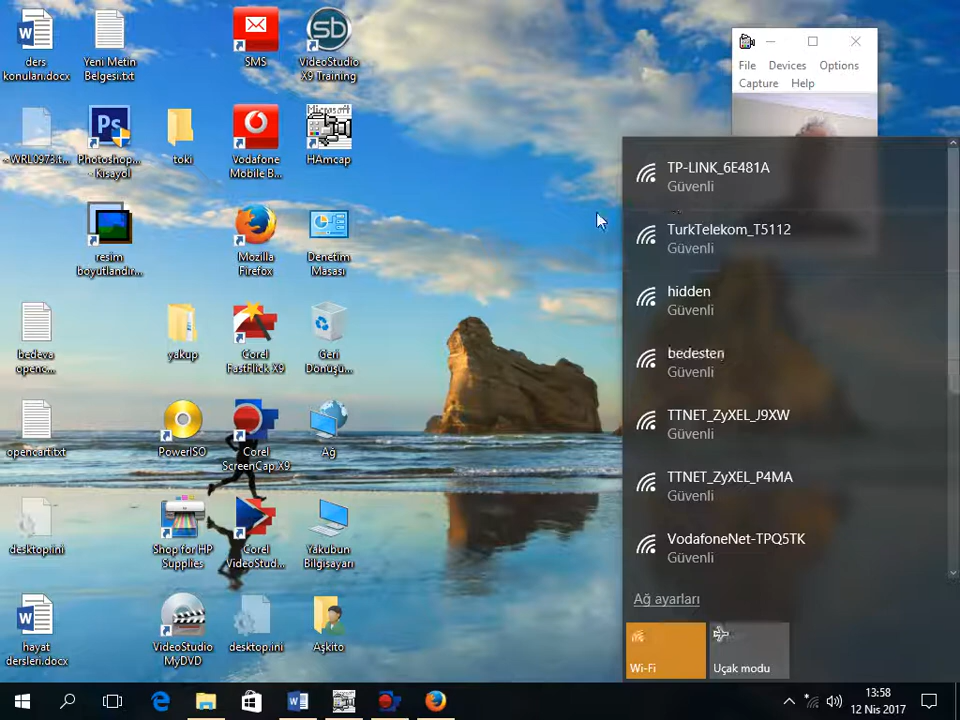 ders
konuları.docx
Yeni Metin
Belgesi.txt
SMS
VideoStudio
X9 Training
~WRL0973.t...
Photoshop...
- Kısayol
toki
Vodafone
Mobile B...
Microsoft
HAmcap
resim
boyutlandır...
Mozilla
Firefox
Denetim
Masası
bedeva
openc...
yakup
Corel
FastFlick X9
Geri
Dönüşü...
opencart.txt
PowerISO
Corel
ScreenCap X9
Ağ
desktop.ini
Shop for HP
Supplies
Corel
VideoStud...
Yakubun
Bilgisayarı
hayat
dersleri.docx
VideoStudio
MyDVD
desktop.ini
Aşkito
File
Devices
Options
Capture
Help
TP-LINK_6E481A
Güvenli
TurkTelekom_T5112
Güvenli
hidden
Güvenli
bedesten
Güvenli
TTNET_ZyXEL_J9XW
Güvenli
TTNET_ZyXEL_P4MA
Güvenli
VodafoneNet-TPQ5TK
Güvenli
Ağ ayarları
Wi-Fi
Uçak modu
13:58
12 Nis 2017